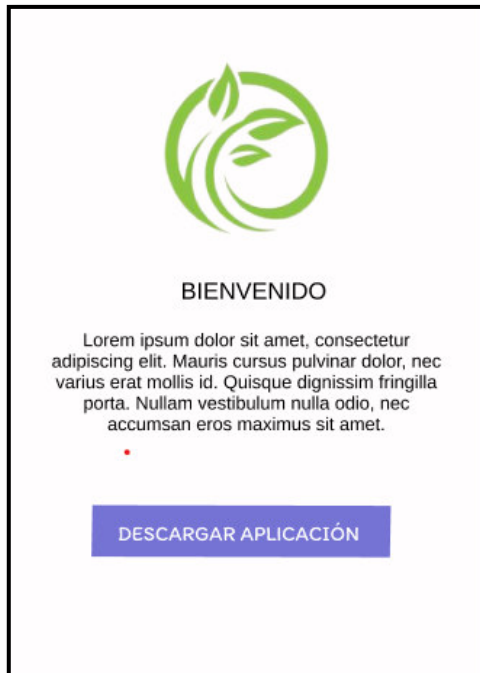 BIENVENIDO
Lorem ipsum dolor sit amet, consectetur
adipiscing elit. Mauris cursus pulvinar dolor, nec
varius erat mollis id. Quisque dignissim fringilla
porta. Nullam vestibulum nulla odio, nec
accumsan eros maximus sit amet.
DESCARGAR APLICACIÓN